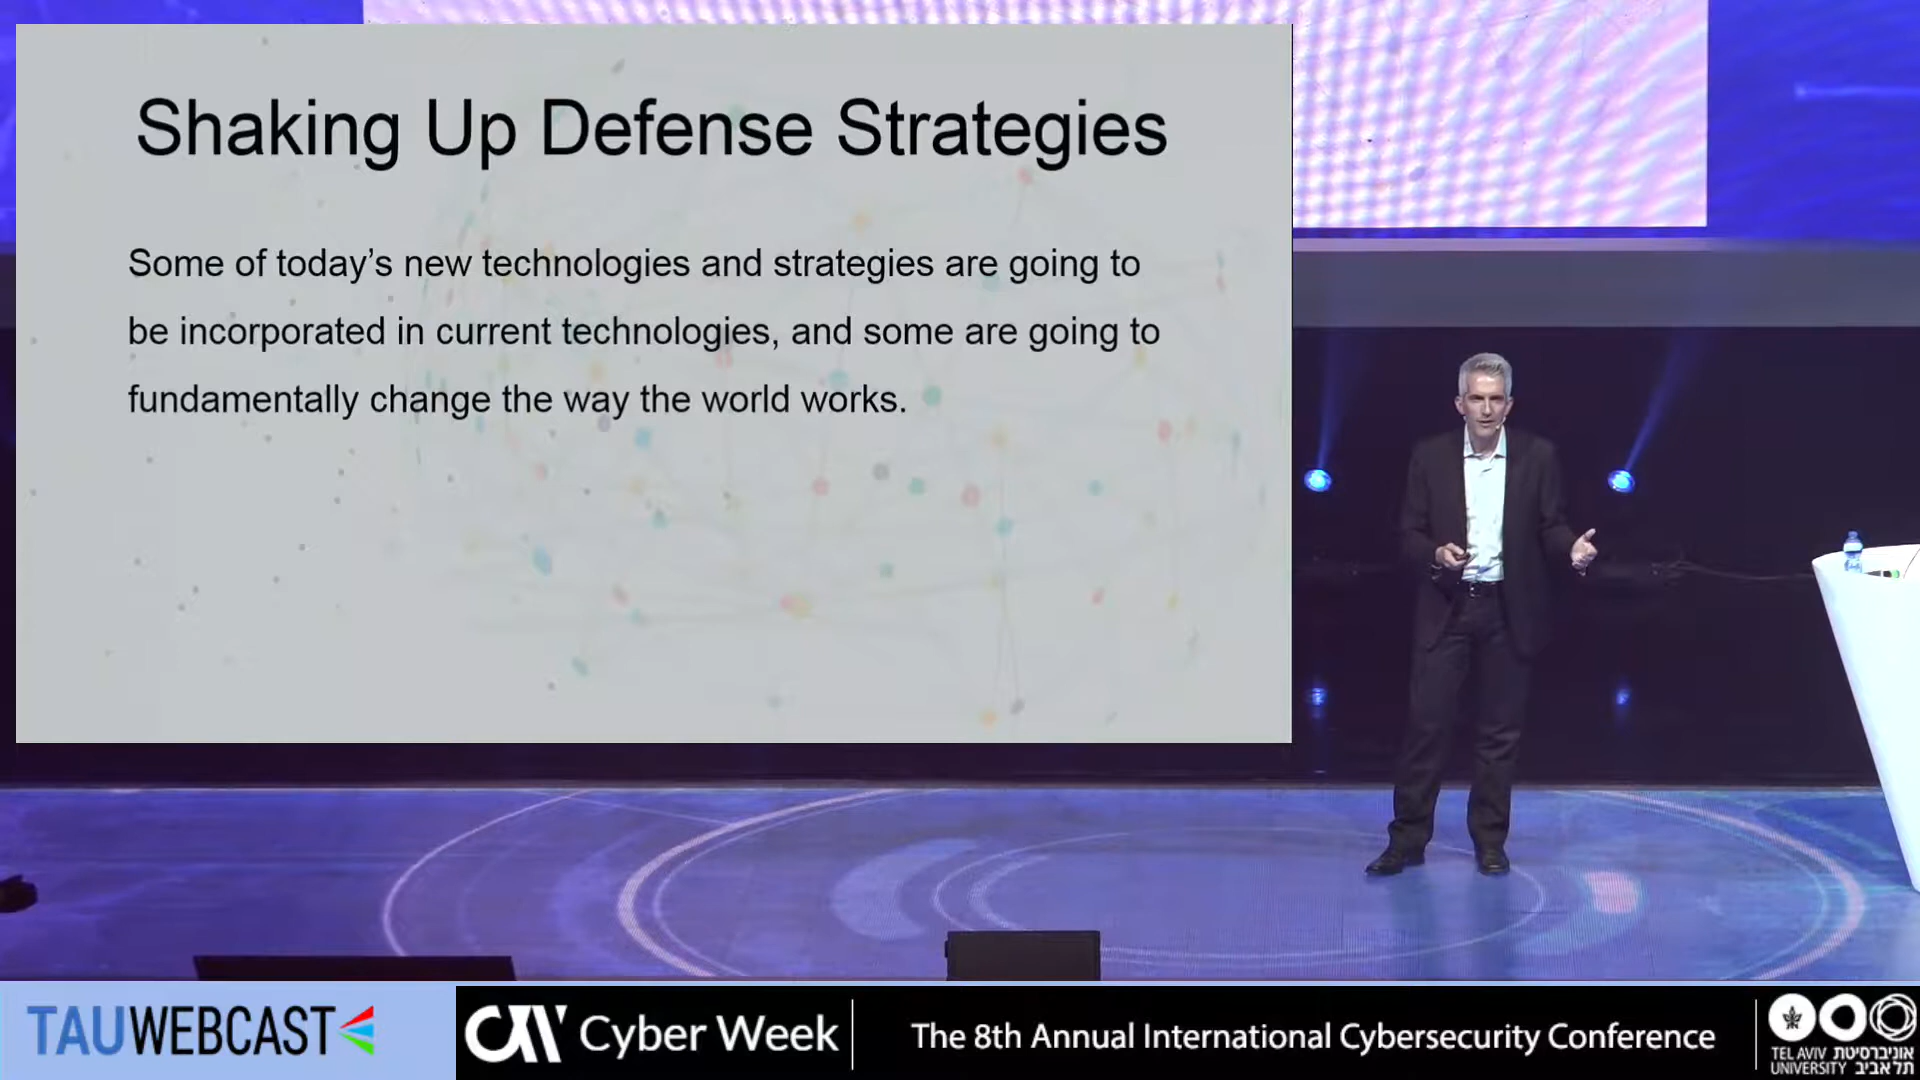 Shaking Up Defense Strategies
Some of today’s new technologies and strategies are going to
be incorporated in current technologies, and some are going to
fundamentally change the way the world works.
TAUWEBCAST
Cyber Week
The 8th Annual International Cybersecurity Conference
TEL AVIV אוניברסיטת
UNIVERSITY תל אביב